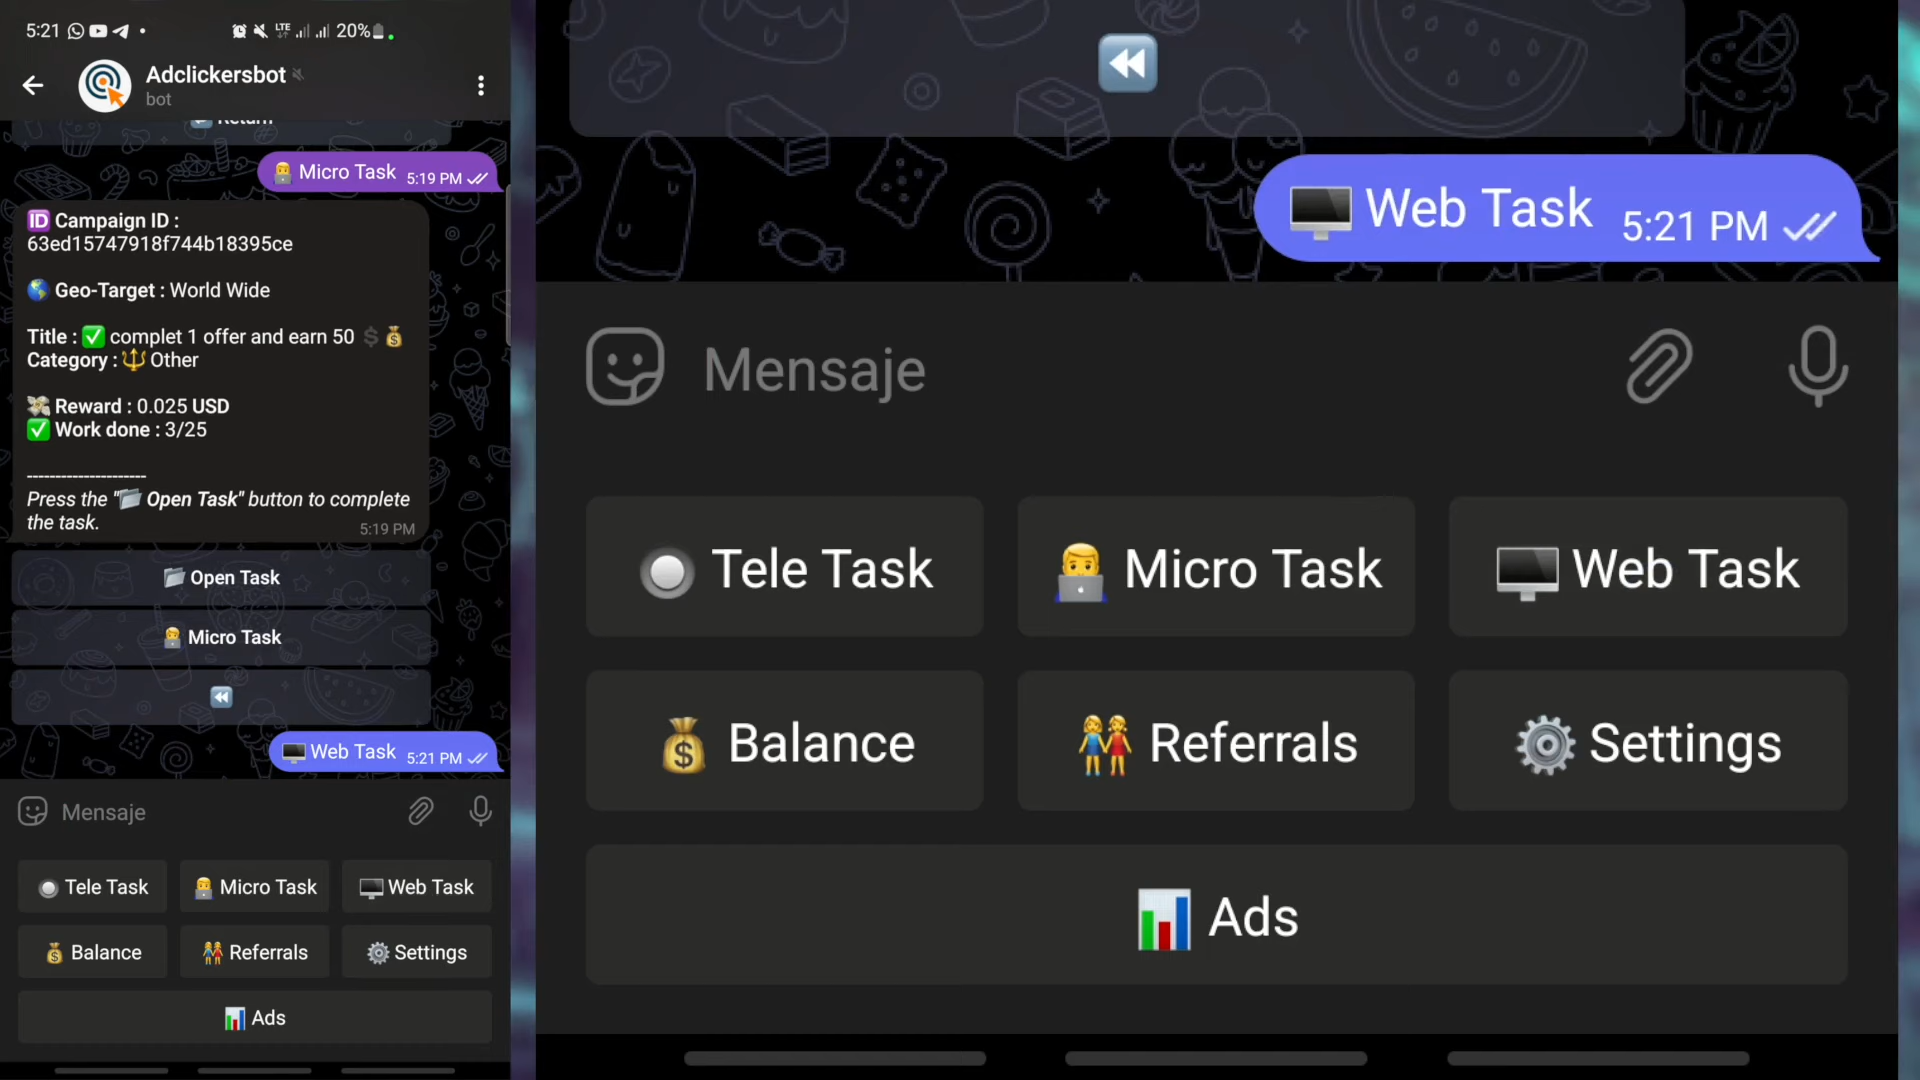 5:21
LTE
20%
Adclickersbot
bot
Return
Micro Task 5:19 PM
ID Campaign ID :
63ed15747918f744b18395ce
Geo-Target : World Wide
Title : ✅ complet 1 offer and earn 50 💲💰
Category : 🔱 Other
Reward : 0.025 USD
Work done : 3/25
---------------------
Press the "📂 Open Task" button to complete
the task.
5:19 PM
Open Task
Micro Task
Web Task 5:21 PM
Mensaje
Tele Task
Micro Task
Web Task
Balance
Referrals
Settings
Ads
Web Task 5:21 PM
Mensaje
Tele Task
Micro Task
Web Task
Balance
Referrals
Settings
Ads